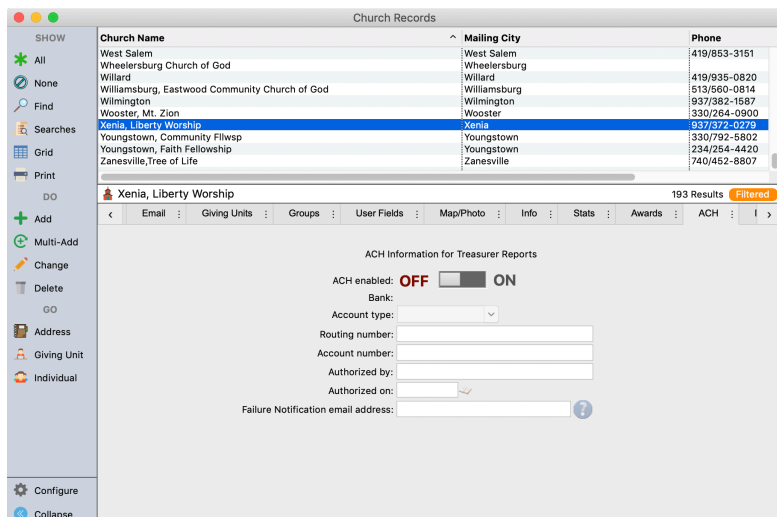 Church Records
SHOW
All
None
Find
Searches
Grid
Print
DO
Add
Multi-Add
Change
Delete
GO
Address
Giving Unit
Individual
Configure
Collapse
Church Name Mailing City Phone
West Salem West Salem 419/853-3151
Wheelersburg Church of God Wheelersburg
Willard Willard 419/935-0820
Williamsburg, Eastwood Community Church of God Williamsburg 513/560-0814
Wilmington Wilmington 937/382-1587
Wooster, Mt. Zion Wooster 330/264-0900
Xenia, Liberty Worship Xenia 937/372-0279
Youngstown, Community Fllwsp Youngstown 330/792-5802
Youngstown, Faith Fellowship Youngstown 234/254-4420
Zanesville,Tree of Life Zanesville 740/452-8807
Xenia, Liberty Worship 193 Results Filtered
Email Giving Units Groups User Fields Map/Photo Info Stats Awards ACH
ACH Information for Treasurer Reports
ACH enabled: OFF ON
Bank:
Account type:
Routing number:
Account number:
Authorized by:
Authorized on:
Failure Notification email address: ?